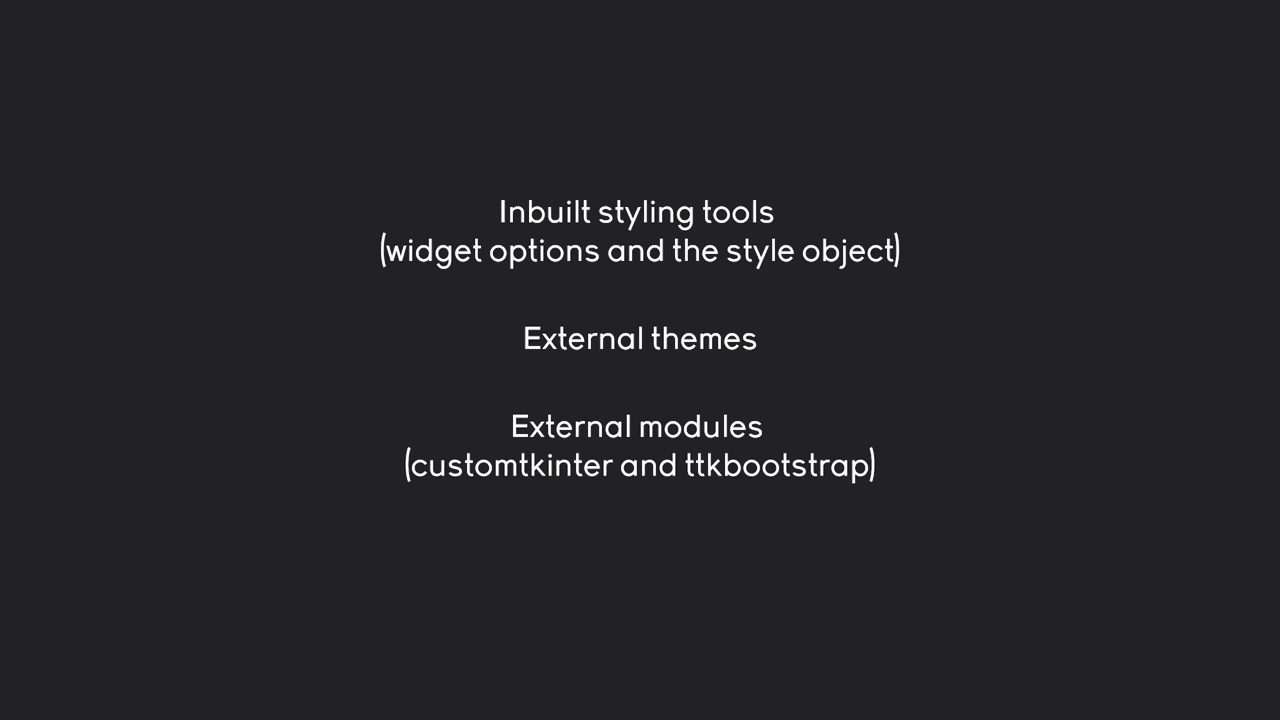 Inbuilt styling tools
(widget options and the style object)
External themes
External modules
(customtkinter and ttkbootstrap)